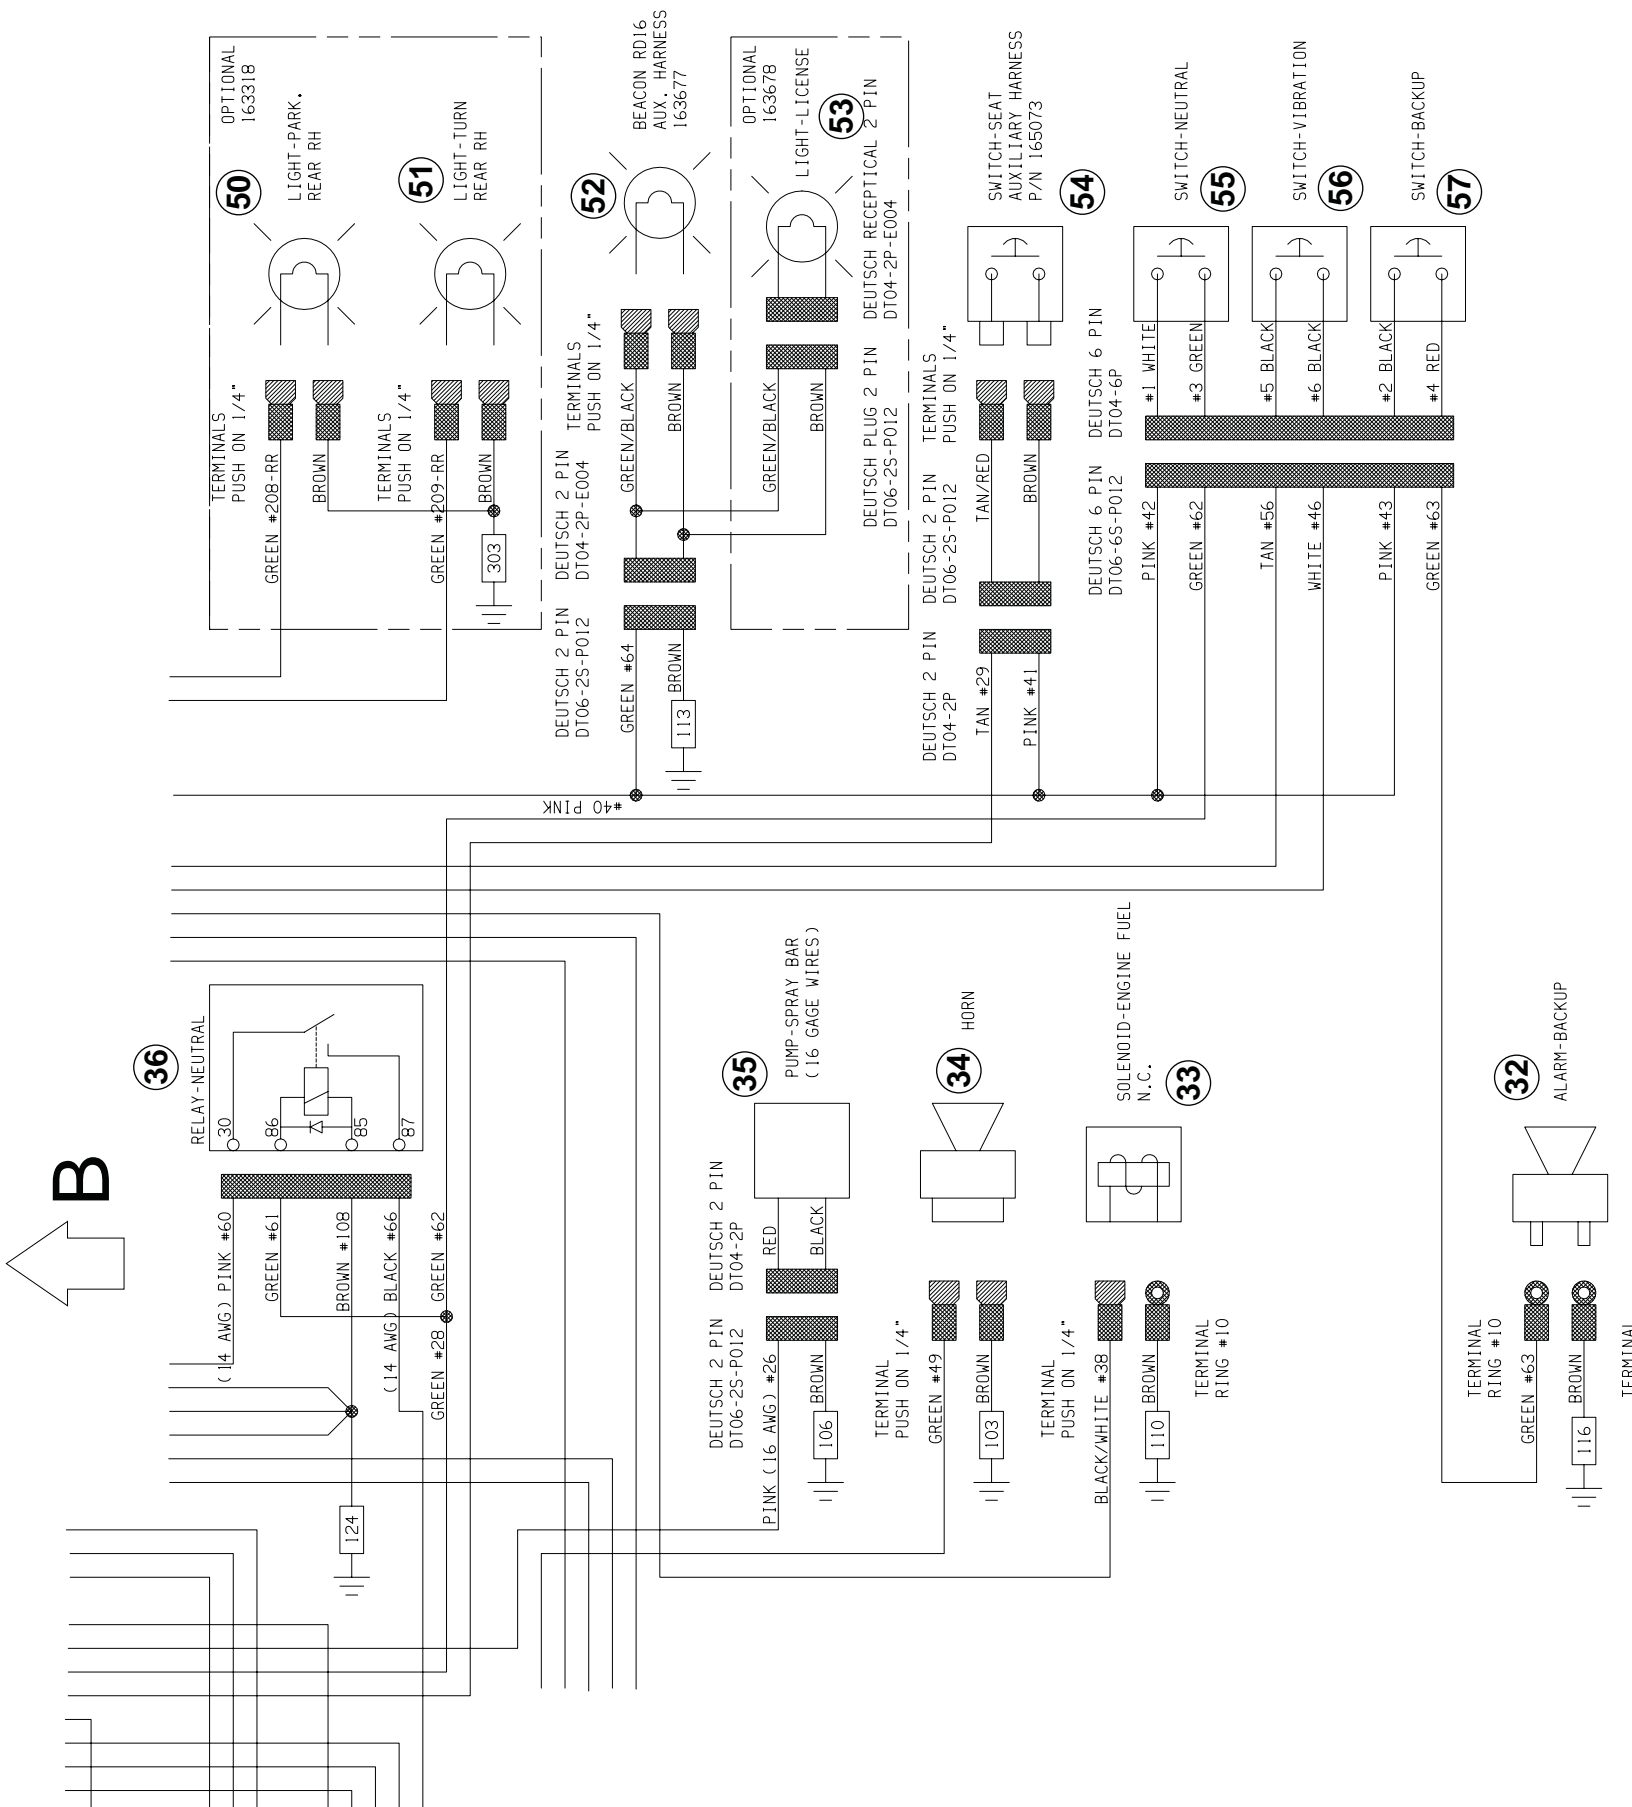 B
OPTIONAL
163318
50
LIGHT-PARK.
REAR RH
51
LIGHT-TURN
REAR RH
TERMINALS
PUSH ON 1/4"
GREEN #208-RR
BROWN
TERMINALS
PUSH ON 1/4"
GREEN #209-RR
BROWN
303
BEACON RD16
AUX. HARNESS
163677
52
TERMINALS
PUSH ON 1/4"
GREEN/BLACK
BROWN
DEUTSCH 2 PIN
DT04-2P-E004
DEUTSCH 2 PIN
DT06-2S-P012
GREEN #64
BROWN
113
OPTIONAL
163678
LIGHT-LICENSE
53
DEUTSCH RECEPTICAL 2 PIN
DT04-2P-E004
GREEN/BLACK
BROWN
DEUTSCH PLUG 2 PIN
DT06-2S-P012
SWITCH-SEAT
AUXILIARY HARNESS
P/N 165073
54
TERMINALS
PUSH ON 1/4"
TAN/RED
BROWN
DEUTSCH 2 PIN
DT06-2S-P012
DEUTSCH 2 PIN
DT04-2P
TAN #29
PINK #41
SWITCH-NEUTRAL
55
SWITCH-VIBRATION
56
SWITCH-BACKUP
57
DEUTSCH 6 PIN
DT04-6P
#1 WHITE
#3 GREEN
#5 BLACK
#6 BLACK
#2 BLACK
#4 RED
DEUTSCH 6 PIN
DT06-6S-P012
PINK #42
GREEN #62
TAN #56
WHITE #46
PINK #43
GREEN #63
#40 PINK
36
RELAY-NEUTRAL
30
86
85
87
(14 AWG) PINK #60
GREEN #61
BROWN #108
(14 AWG) BLACK #66
GREEN #62
GREEN #28
124
35
PUMP-SPRAY BAR
(16 GAGE WIRES)
DEUTSCH 2 PIN
DT04-2P
RED
BLACK
DEUTSCH 2 PIN
DT06-2S-P012
PINK (16 AWG) #26
BROWN
106
34
HORN
TERMINAL
PUSH ON 1/4"
GREEN #49
BROWN
103
SOLENOID-ENGINE FUEL
N.C.
33
TERMINAL
PUSH ON 1/4"
BLACK/WHITE #38
BROWN
110
TERMINAL
RING #10
32
ALARM-BACKUP
TERMINAL
RING #10
GREEN #63
BROWN
116
TERMINAL